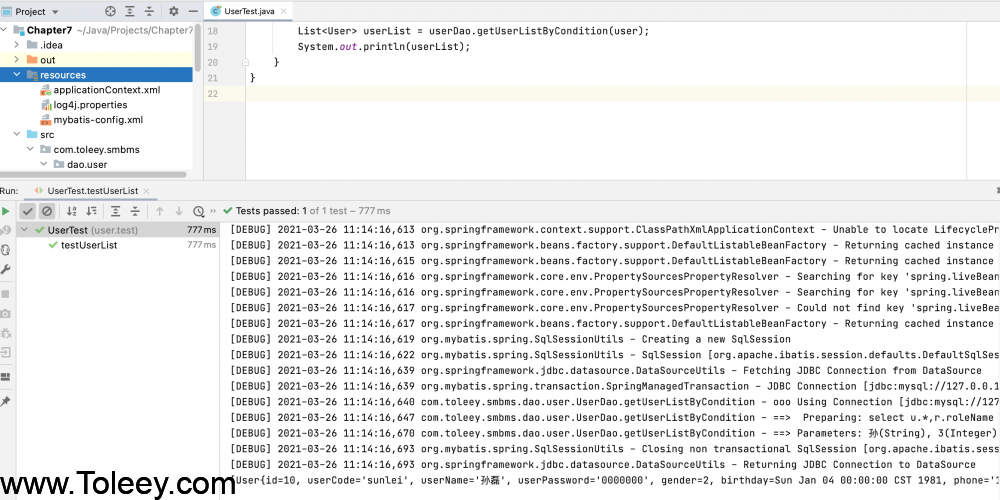 Project
UserTest.java
Chapter7 ~/Java/Projects/Chapter7
.idea
out
resources
applicationContext.xml
log4j.properties
mybatis-config.xml
src
com.toleey.smbms
dao.user
18 List<User> userList = userDao.getUserListByCondition(user);
19 System.out.println(userList);
20 }
21 }
22
Run: UserTest.testUserList
Tests passed: 1 of 1 test – 777 ms
UserTest (user.test) 777 ms
testUserList 777 ms
[DEBUG] 2021-03-26 11:14:16,613 org.springframework.context.support.ClassPathXmlApplicationContext - Unable to locate LifecyclePr
[DEBUG] 2021-03-26 11:14:16,613 org.springframework.beans.factory.support.DefaultListableBeanFactory - Returning cached instance
[DEBUG] 2021-03-26 11:14:16,615 org.springframework.beans.factory.support.DefaultListableBeanFactory - Returning cached instance
[DEBUG] 2021-03-26 11:14:16,616 org.springframework.core.env.PropertySourcesPropertyResolver - Searching for key 'spring.liveBean
[DEBUG] 2021-03-26 11:14:16,616 org.springframework.core.env.PropertySourcesPropertyResolver - Searching for key 'spring.liveBean
[DEBUG] 2021-03-26 11:14:16,617 org.springframework.core.env.PropertySourcesPropertyResolver - Could not find key 'spring.liveBea
[DEBUG] 2021-03-26 11:14:16,617 org.springframework.beans.factory.support.DefaultListableBeanFactory - Returning cached instance
[DEBUG] 2021-03-26 11:14:16,619 org.mybatis.spring.SqlSessionUtils - Creating a new SqlSession
[DEBUG] 2021-03-26 11:14:16,622 org.mybatis.spring.SqlSessionUtils - SqlSession [org.apache.ibatis.session.defaults.DefaultSqlSes
[DEBUG] 2021-03-26 11:14:16,639 org.springframework.jdbc.datasource.DataSourceUtils - Fetching JDBC Connection from DataSource
[DEBUG] 2021-03-26 11:14:16,639 org.mybatis.spring.transaction.SpringManagedTransaction - JDBC Connection [jdbc:mysql://127.0.0.1
[DEBUG] 2021-03-26 11:14:16,640 com.toleey.smbms.dao.user.UserDao.getUserListByCondition - ooo Using Connection [jdbc:mysql://127
[DEBUG] 2021-03-26 11:14:16,647 com.toleey.smbms.dao.user.UserDao.getUserListByCondition - ==>  Preparing: select u.*,r.roleName
[DEBUG] 2021-03-26 11:14:16,670 com.toleey.smbms.dao.user.UserDao.getUserListByCondition - ==> Parameters: 孙(String), 3(Integer)
[DEBUG] 2021-03-26 11:14:16,693 org.mybatis.spring.SqlSessionUtils - Closing non transactional SqlSession [org.apache.ibatis.sess
[DEBUG] 2021-03-26 11:14:16,693 org.springframework.jdbc.datasource.DataSourceUtils - Returning JDBC Connection to DataSource
[User{id=10, userCode='sunlei', userName='孙磊', userPassword='0000000', gender=2, birthday=Sun Jan 04 00:00:00 CST 1981, phone='1
www.Toleey.com